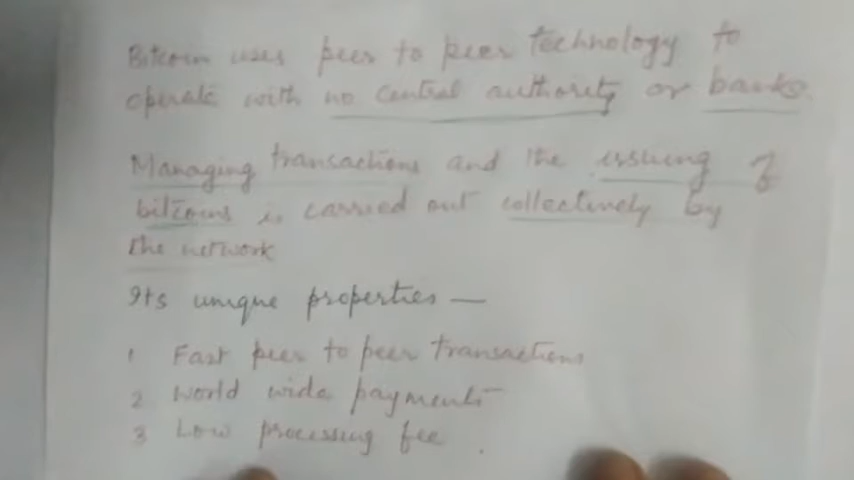 Bitcoin uses peer to peer technology to
operate with no central authority or banks.
Managing transactions and the issuing of
bitcoins is carried out collectively by
the network
Its unique properties —
1 Fast peer to peer transactions
2 World wide payments
3 Low processing fee.